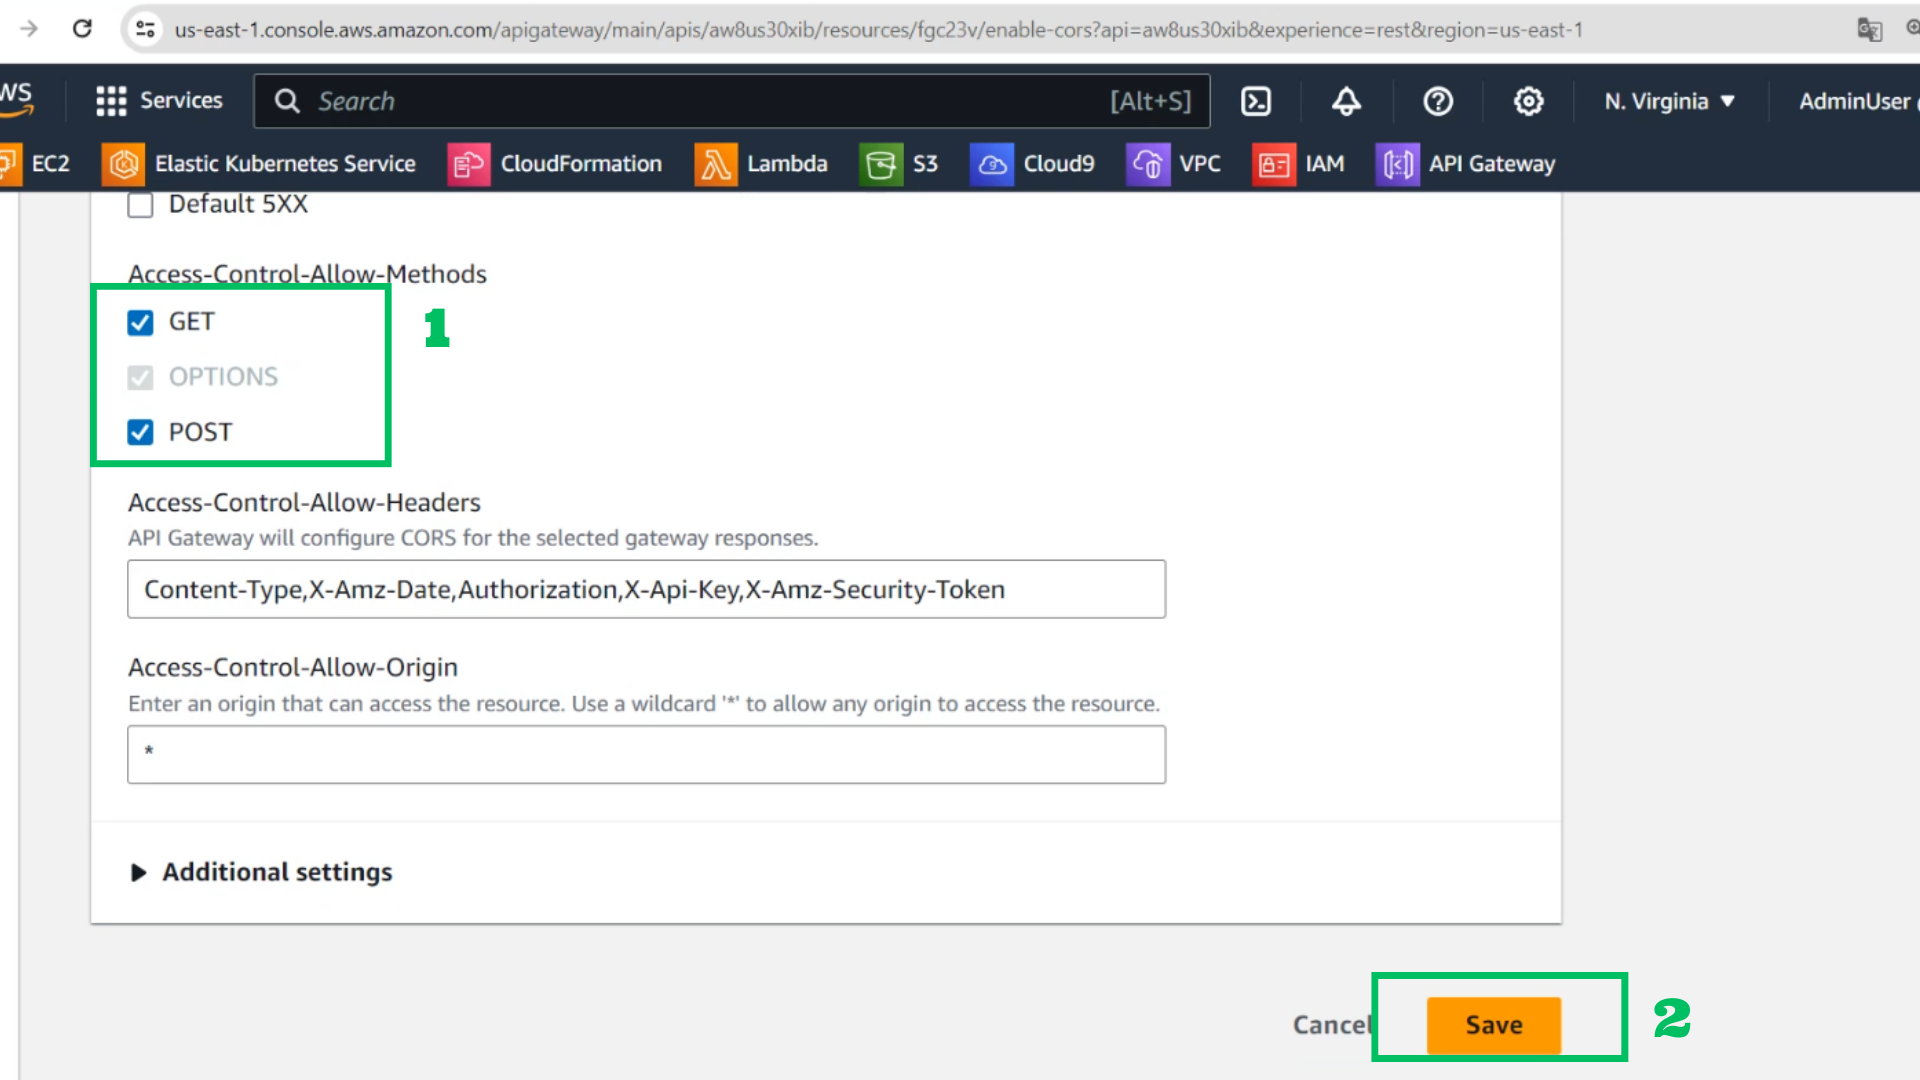 us-east-1.console.aws.amazon.com/apigateway/main/apis/aw8us30xib/resources/fgc23v/enable-cors?api=aw8us30xib&experience=rest&region=us-east-1
WS Services Search [Alt+S] N. Virginia ▼ AdminUser
EC2 Elastic Kubernetes Service CloudFormation Lambda S3 Cloud9 VPC IAM API Gateway
Default 5XX
Access-Control-Allow-Methods
GET 1
OPTIONS
POST
Access-Control-Allow-Headers
API Gateway will configure CORS for the selected gateway responses.
Content-Type,X-Amz-Date,Authorization,X-Api-Key,X-Amz-Security-Token
Access-Control-Allow-Origin
Enter an origin that can access the resource. Use a wildcard '*' to allow any origin to access the resource.
*
Additional settings
Cancel Save 2